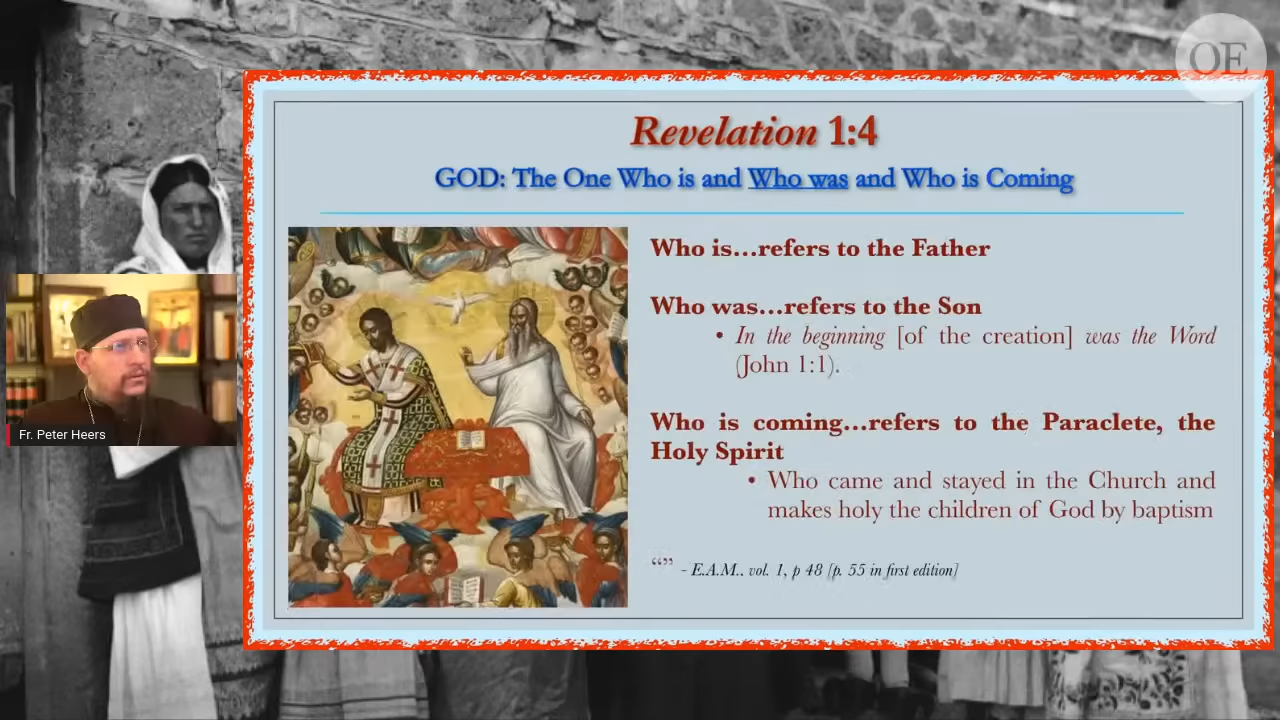 OE
Revelation 1:4
GOD: The One Who is and Who was and Who is Coming
Who is...refers to the Father
Who was...refers to the Son
• In the beginning [of the creation] was the Word
(John 1:1).
Who is coming...refers to the Paraclete, the
Holy Spirit
• Who came and stayed in the Church and
makes holy the children of God by baptism
“” - E.A.M., vol. 1, p 48 [p. 55 in first edition]
Fr. Peter Heers